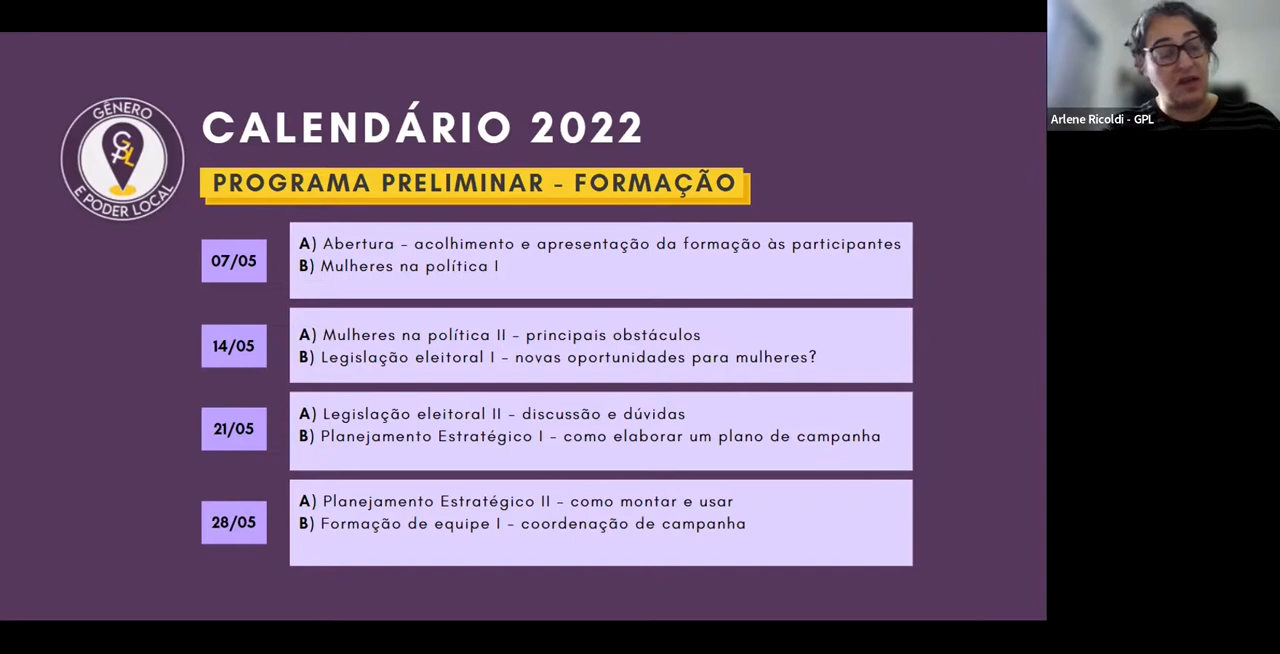 GÊNERO
GPL
E PODER LOCAL
CALENDÁRIO 2022
PROGRAMA PRELIMINAR - FORMAÇÃO
07/05
A) Abertura - acolhimento e apresentação da formação às participantes
B) Mulheres na política I
14/05
A) Mulheres na política II - principais obstáculos
B) Legislação eleitoral I - novas oportunidades para mulheres?
21/05
A) Legislação eleitoral II - discussão e dúvidas
B) Planejamento Estratégico I - como elaborar um plano de campanha
28/05
A) Planejamento Estratégico II - como montar e usar
B) Formação de equipe I - coordenação de campanha
Arlene Ricoldi - GPL